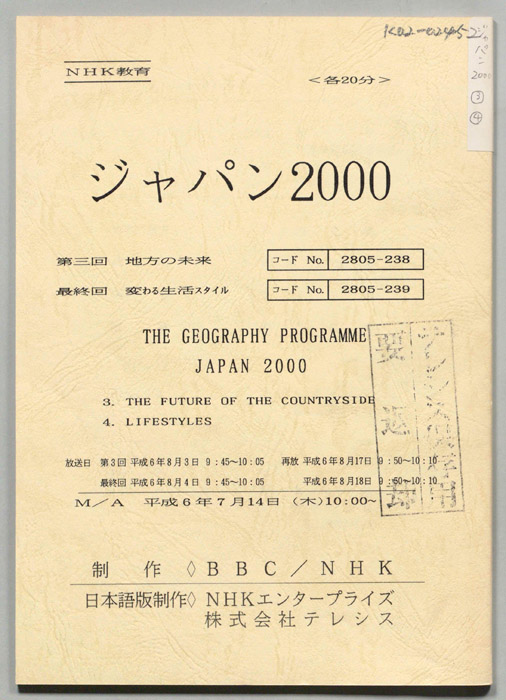 K02-0245-2
ジャパン 2000 ③ ④
NHK教育
＜各20分＞
ジャパン2000
第三回 地方の未来 コード No. 2805-238
最終回 変わる生活スタイル コード No. 2805-239
THE GEOGRAPHY PROGRAMME
JAPAN 2000
3. THE FUTURE OF THE COUNTRYSIDE
4. LIFESTYLES
要返却
放送日 第3回 平成6年8月3日 9:45～10:05 再放 平成6年8月17日 9:50～10:10
最終回 平成6年8月4日 9:45～10:05 平成6年8月18日 9:50～10:10
M／A 平成6年7月14日 (木)10:00～
制作◇BBC／NHK
日本語版制作◇NHKエンタープライズ
株式会社テレシス